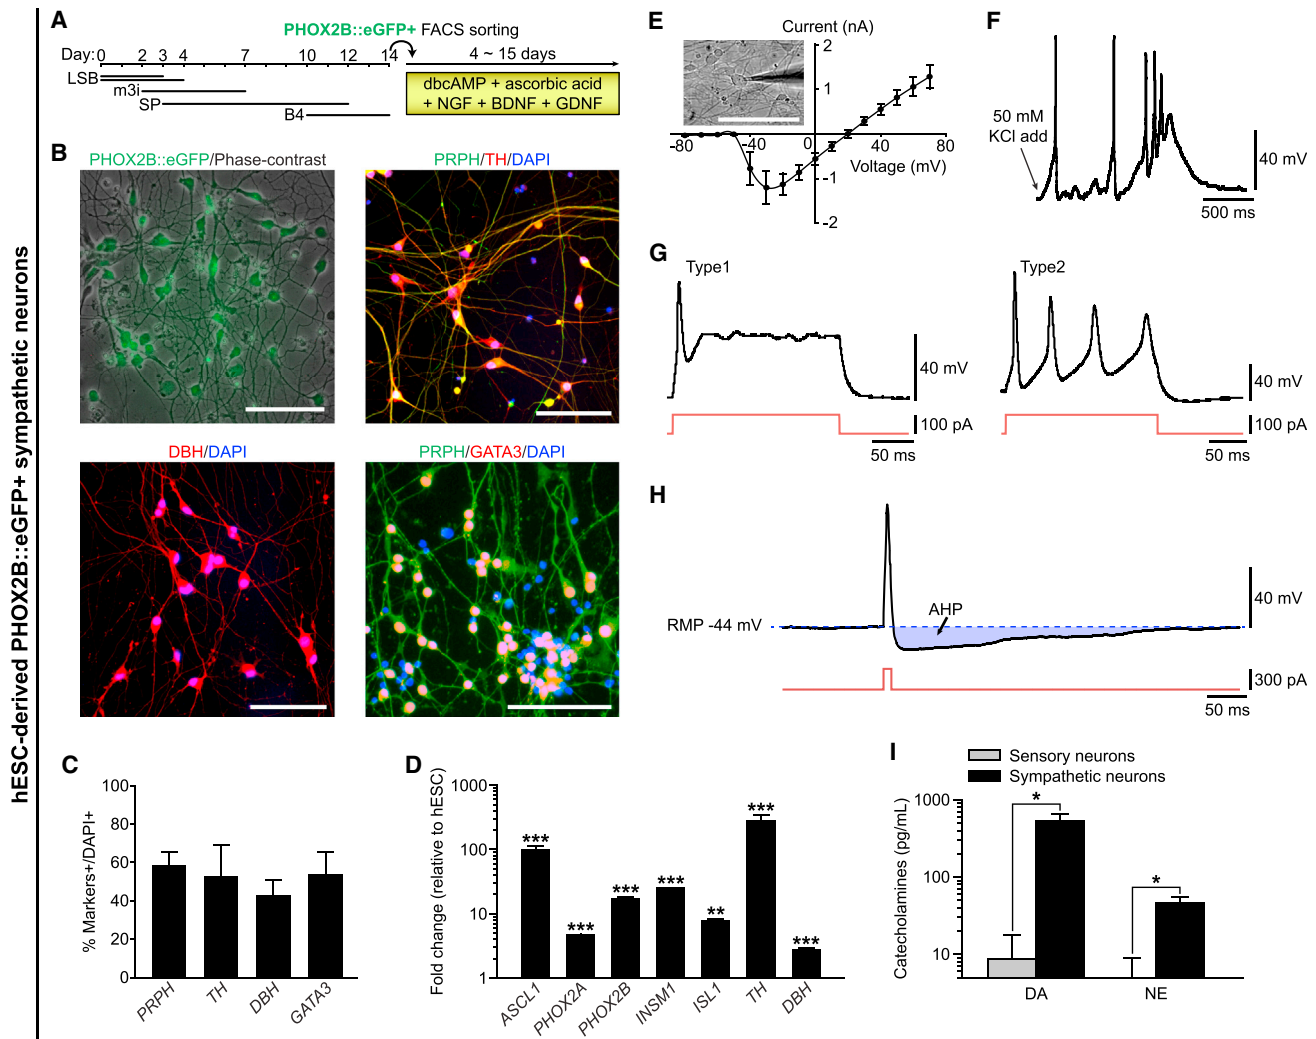 hESC-derived PHOX2B::eGFP+ sympathetic neurons
A
PHOX2B::eGFP+ FACS sorting
Day: 0 2 3 4 7 10 12 14
4 ~ 15 days
LSB
m3i
SP
B4
dbcAMP + ascorbic acid
+ NGF + BDNF + GDNF
B
PHOX2B::eGFP/Phase-contrast
PRPH/TH/DAPI
DBH/DAPI
PRPH/GATA3/DAPI
C
% Markers+/DAPI+
100
80
60
40
20
0
PRPH TH DBH GATA3
D
Fold change (relative to hESC)
1000
100
10
1
*** *** *** *** ** *** ***
ASCL1 PHOX2A PHOX2B INSM1 ISL1 TH DBH
E
Current (nA)
2
1
-80 -40 0 40 80
Voltage (mV)
-1
-2
F
50 mM
KCl add
40 mV
500 ms
G
Type1
40 mV
100 pA
50 ms
Type2
40 mV
100 pA
50 ms
H
RMP -44 mV
AHP
40 mV
300 pA
50 ms
I
Sensory neurons
Sympathetic neurons
Catecholamines (pg/mL)
1000
100
10
* *
DA NE